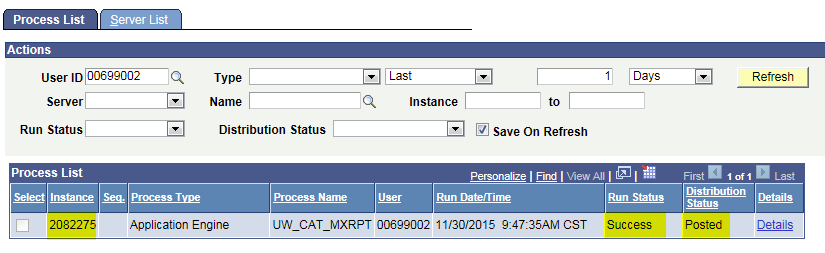 Process List Server List
Actions
User ID 00699002 Type Last 1 Days Refresh
Server Name Instance to
Run Status Distribution Status Save On Refresh
Process List Personalize | Find | View All | | First 1 of 1 Last
Select Instance Seq. Process Type Process Name User Run Date/Time Run Status Distribution Status Details
2082275 Application Engine UW_CAT_MXRPT 00699002 11/30/2015 9:47:35AM CST Success Posted Details